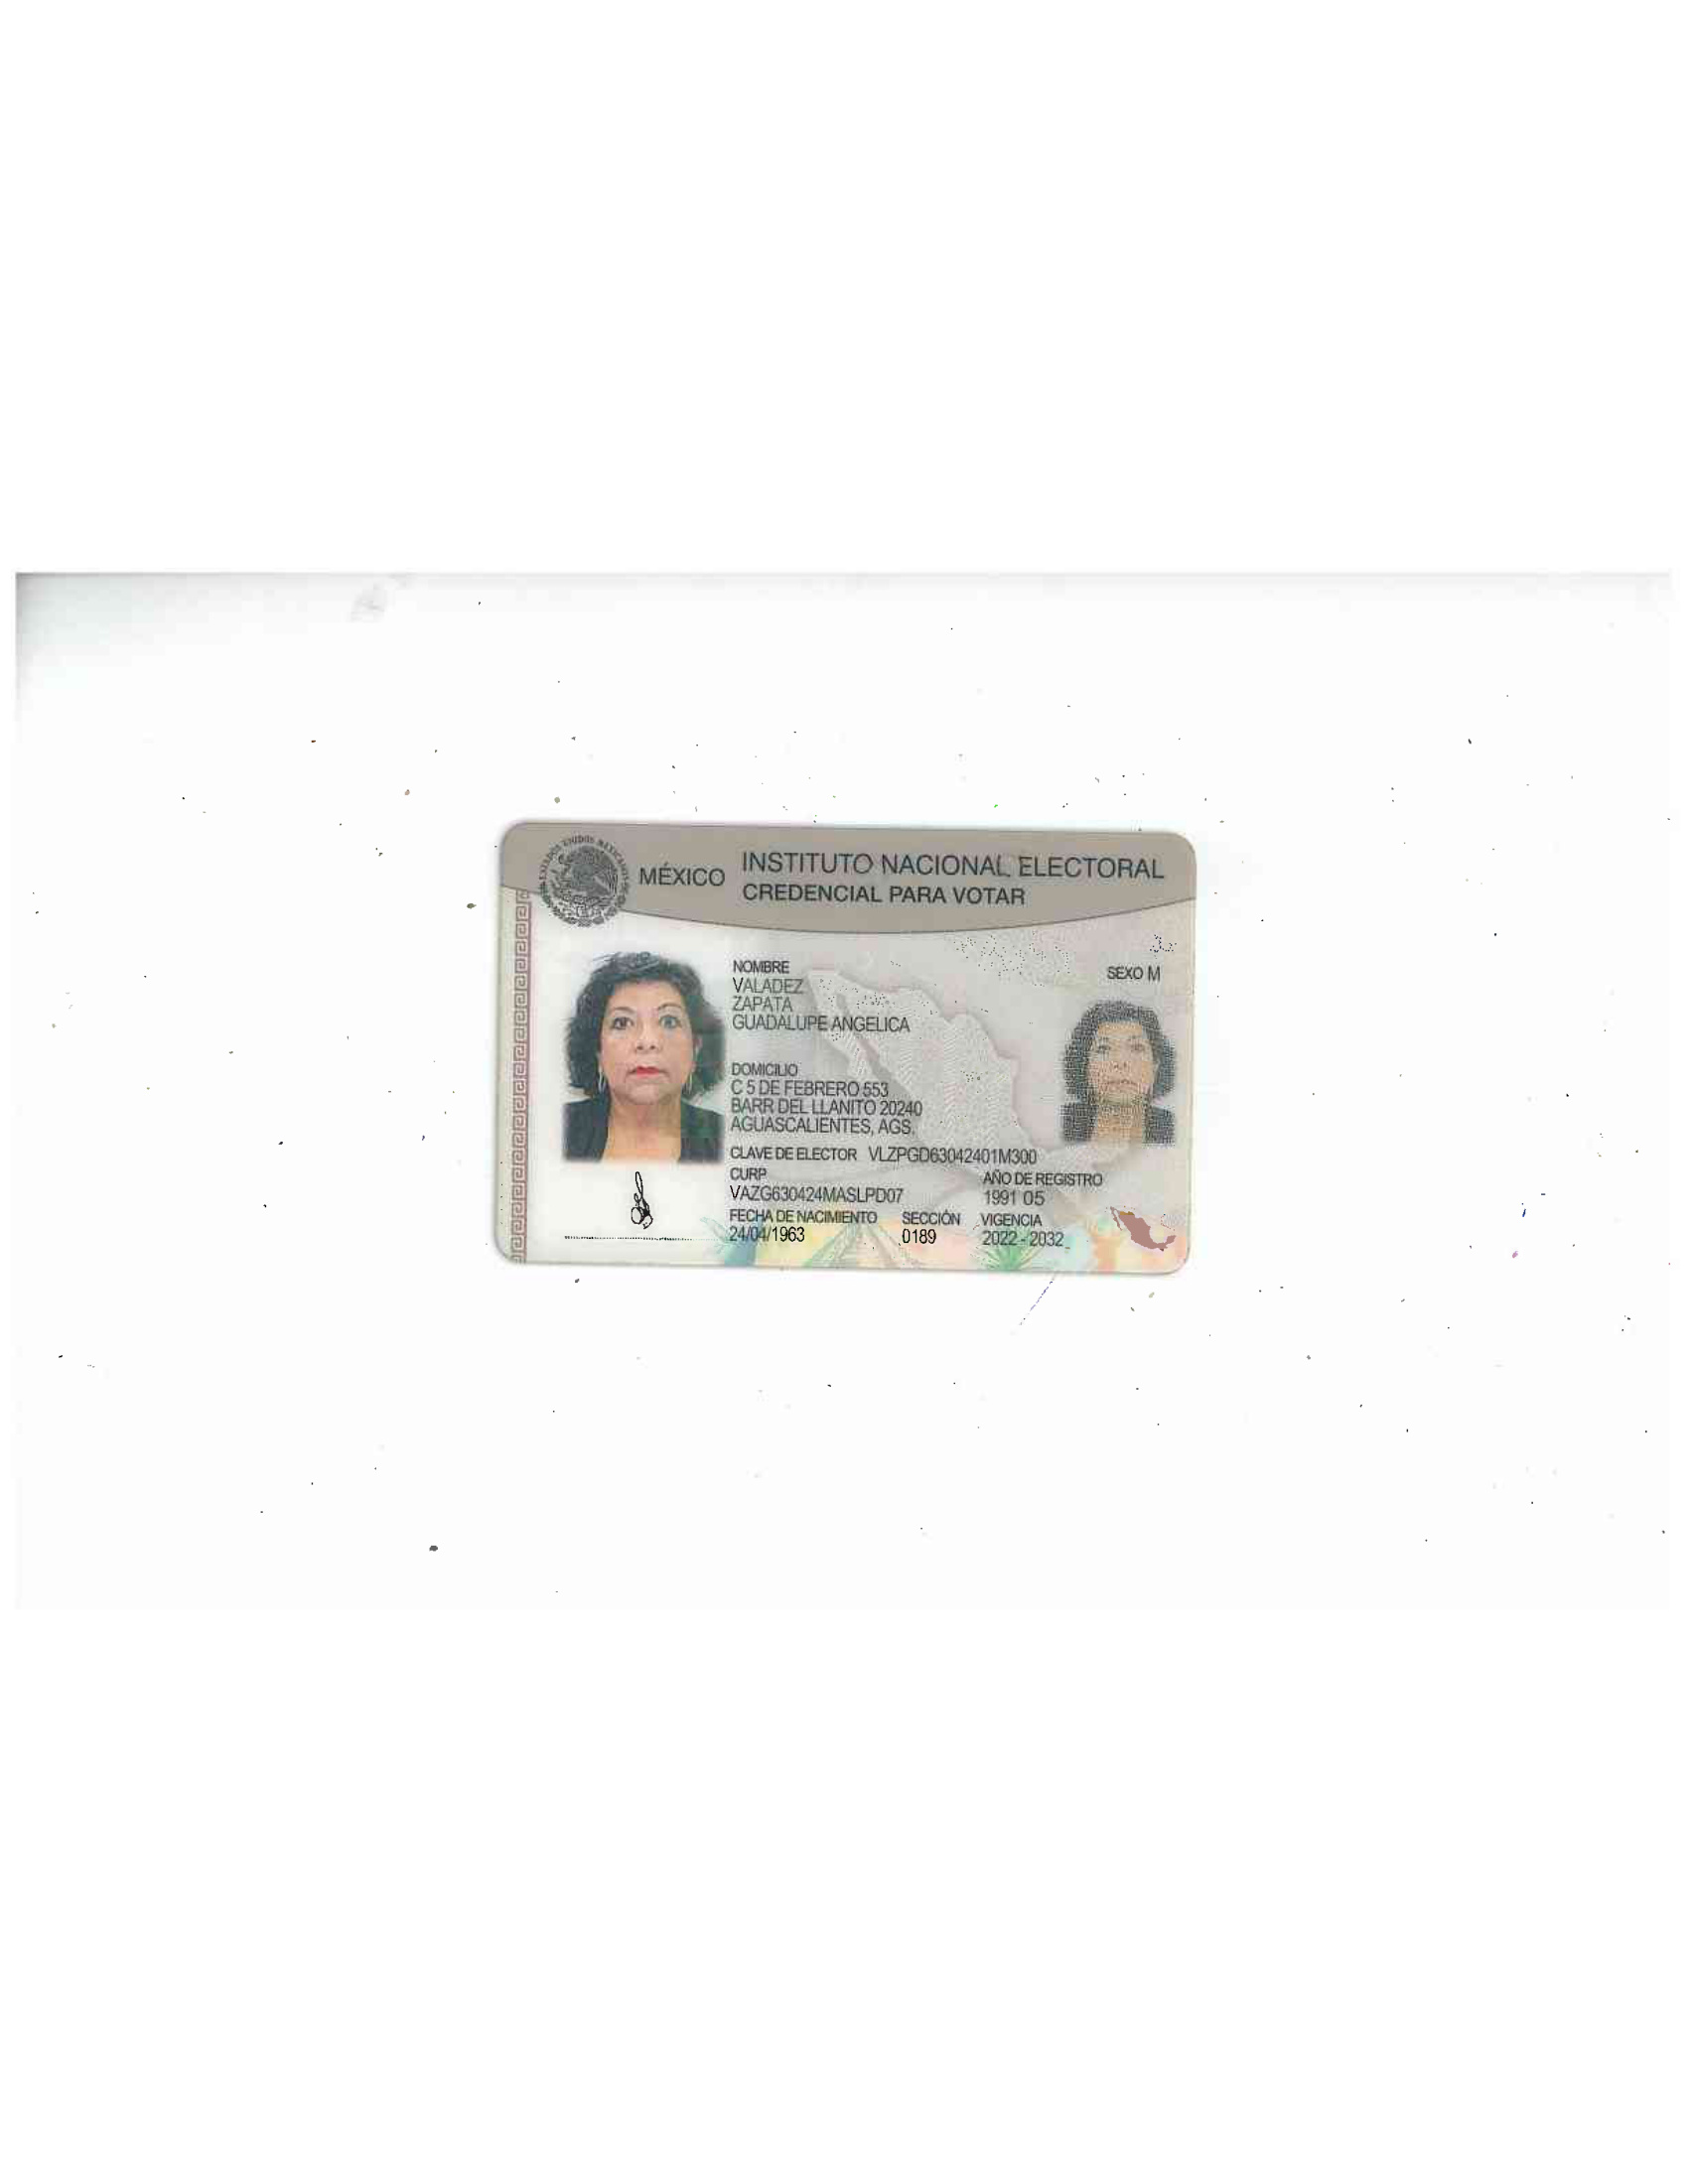 ESTADOS UNIDOS MEXICANOS
MÉXICO
INSTITUTO NACIONAL ELECTORAL
CREDENCIAL PARA VOTAR
NOMBRE
VALADEZ
ZAPATA
GUADALUPE ANGELICA
SEXO M
DOMICILIO
C 5 DE FEBRERO 553
BARR DEL LLANITO 20240
AGUASCALIENTES, AGS.
CLAVE DE ELECTOR VLZPGD63042401M300
CURP
VAZG630424MASLPD07
AÑO DE REGISTRO
1991 05
FECHA DE NACIMIENTO
24/04/1963
SECCIÓN
0189
VIGENCIA
2022 - 2032